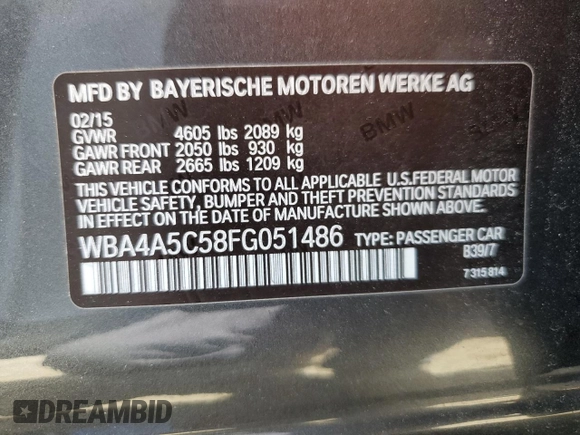 MFD BY BAYERISCHE MOTOREN WERKE AG
02/15
GVWR 4605 lbs 2089 kg
GAWR FRONT 2050 lbs 930 kg
GAWR REAR 2665 lbs 1209 kg
THIS VEHICLE CONFORMS TO ALL APPLICABLE U.S.FEDERAL MOTOR
VEHICLE SAFETY, BUMPER AND THEFT PREVENTION STANDARDS
IN EFFECT ON THE DATE OF MANUFACTURE SHOWN ABOVE.
WBA4A5C58FG051486 TYPE: PASSENGER CAR
B39/7
7 315 814
BMW
DREAMBID